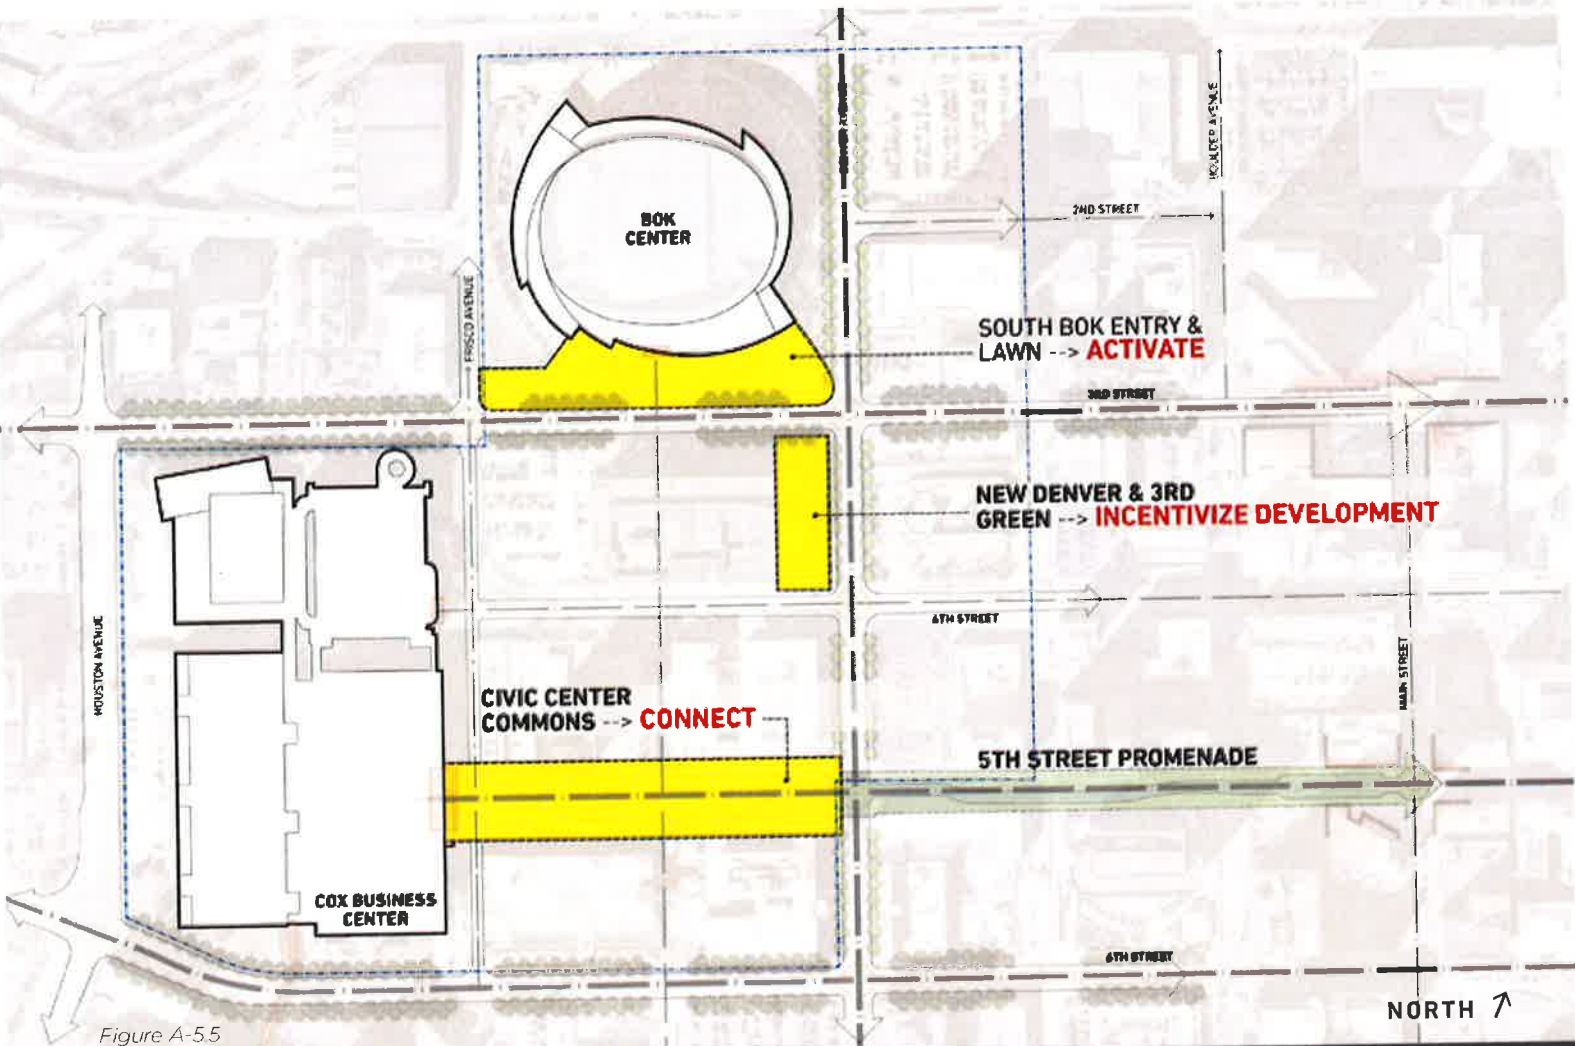 BOK
CENTER
DENVER AVENUE
BOULDER AVENUE
2ND STREET
FRISCO AVENUE
SOUTH BOK ENTRY &
LAWN --> ACTIVATE
3RD STREET
NEW DENVER & 3RD
GREEN --> INCENTIVIZE DEVELOPMENT
HOUSTON AVENUE
4TH STREET
MAIN STREET
CIVIC CENTER
COMMONS --> CONNECT
5TH STREET PROMENADE
COX BUSINESS
CENTER
6TH STREET
NORTH
Figure A-5.5